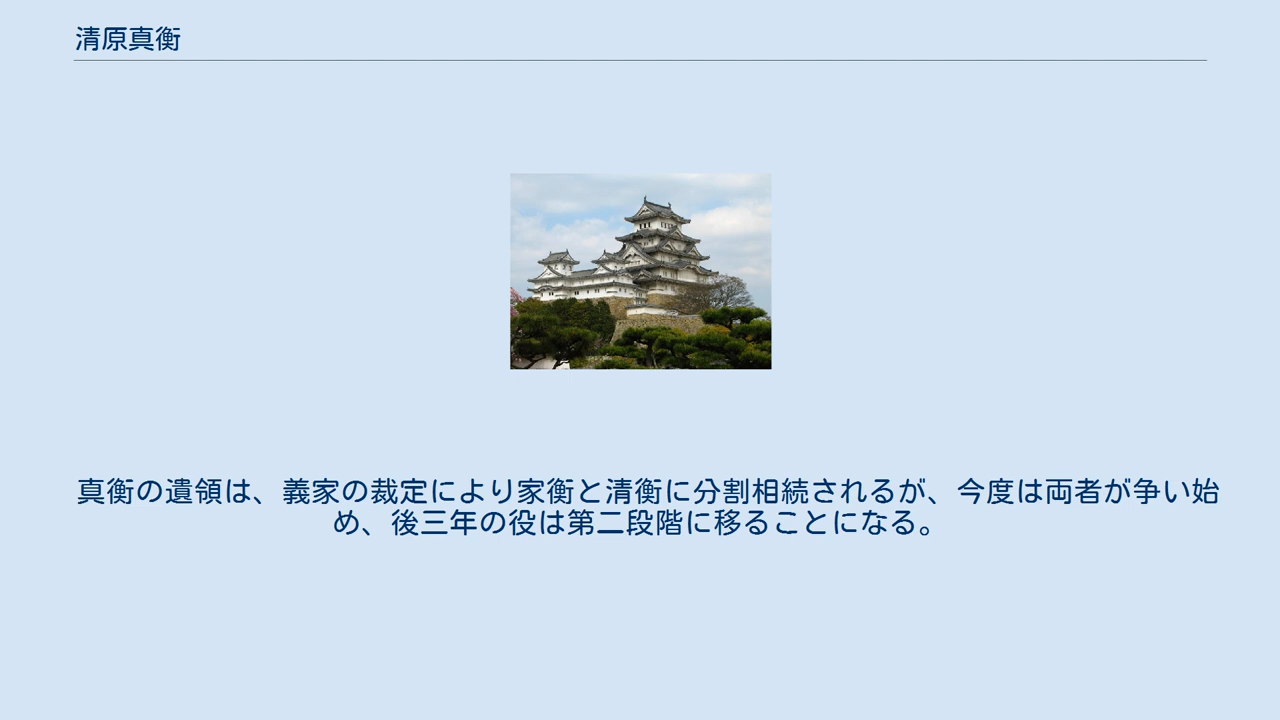 清原真衡
真衡の遺領は、義家の裁定により家衡と清衡に分割相続されるが、今度は両者が争い始
め、後三年の役は第二段階に移ることになる。